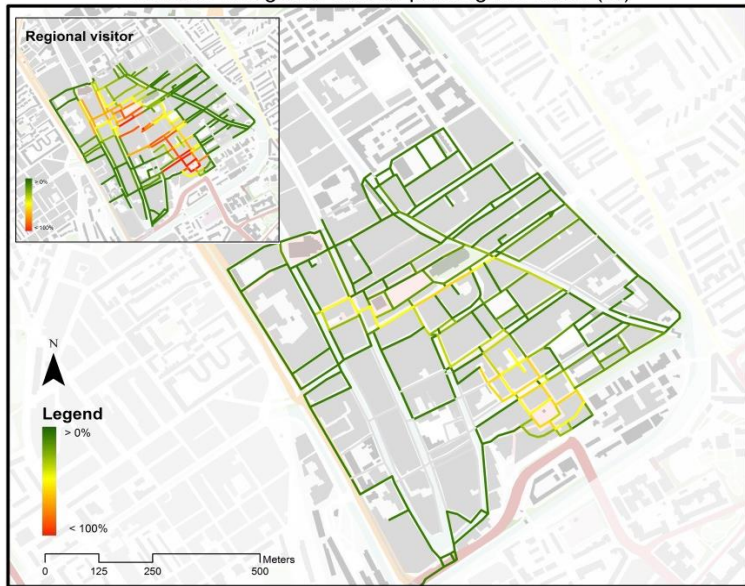 Regional visitor
> 0%
< 100%
N
Legend
> 0%
< 100%
Meters
0 125 250 500